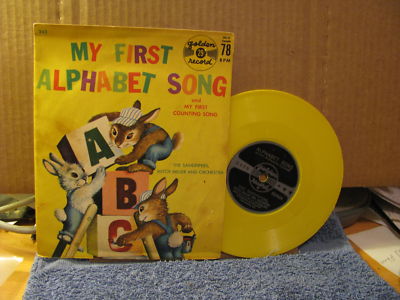 MY FIRST
ALPHABET SONG
and
MY FIRST
COUNTING SONG
Golden
record
78
RPM
THE SANDPIPERS,
MITCH MILLER AND ORCHESTRA
A
B
C
ALPHABET SONG